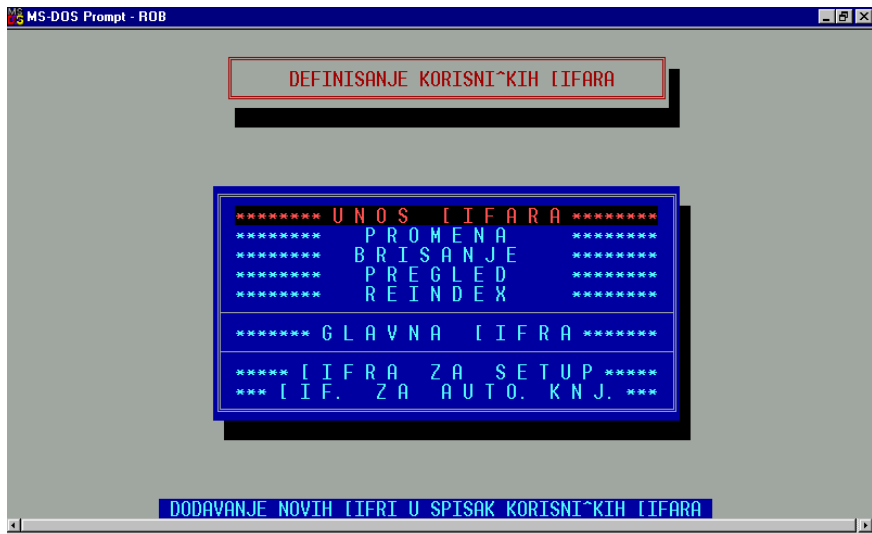 MS-DOS Prompt - ROB
DEFINISANJE KORISNI^KIH [IFARA
******** U N O S [ I F A R A ********
******** P R O M E N A ********
******** B R I S A N J E ********
******** P R E G L E D ********
******** R E I N D E X ********
******* G L A V N A [ I F R A *******
***** [ I F R A Z A S E T U P *****
*** [ I F. Z A A U T O. K N J. ***
DODAVANJE NOVIH [IFRI U SPISAK KORISNI^KIH [IFARA